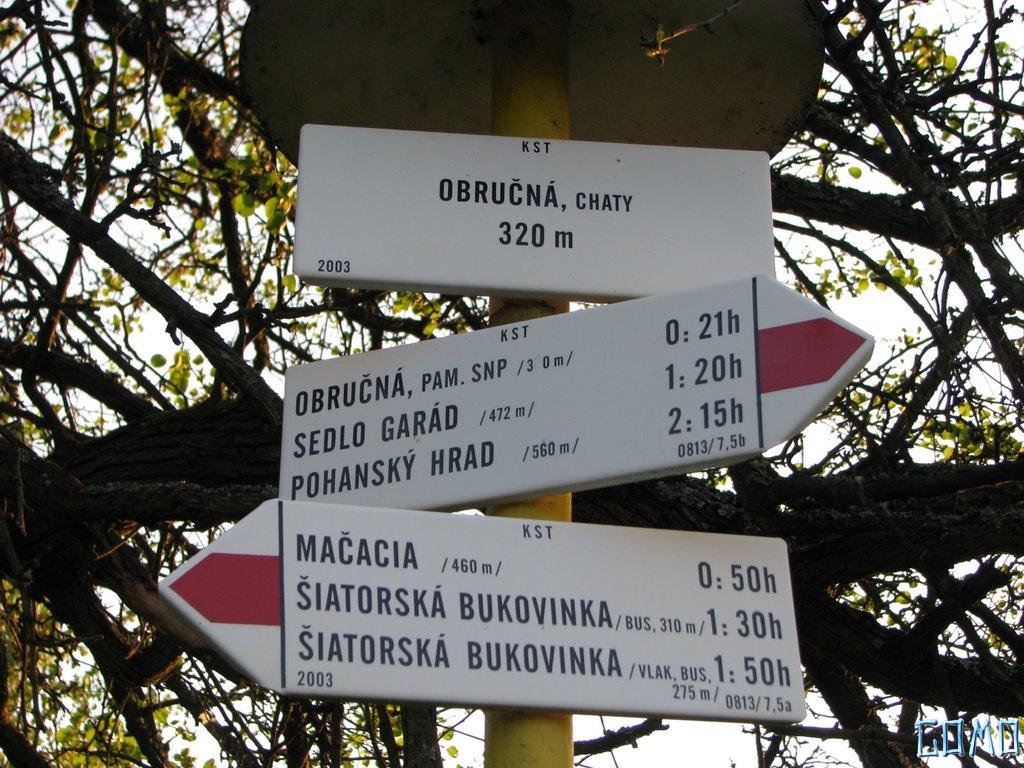 KST
OBRUČNÁ, CHATY
320 m
2003
KST
OBRUČNÁ, PAM. SNP 0: 21h
SEDLO GARÁD /472 m/ 1: 20h
POHANSKÝ HRAD /560 m/ 2: 15h
0813/7,5b
KST
MAČACIA /460 m/ 0: 50h
ŠIATORSKÁ BUKOVINKA /BUS, 310 m/ 1: 30h
ŠIATORSKÁ BUKOVINKA /VLAK, BUS, 1: 50h
275 m/
2003 0813/7,5a
GOMO